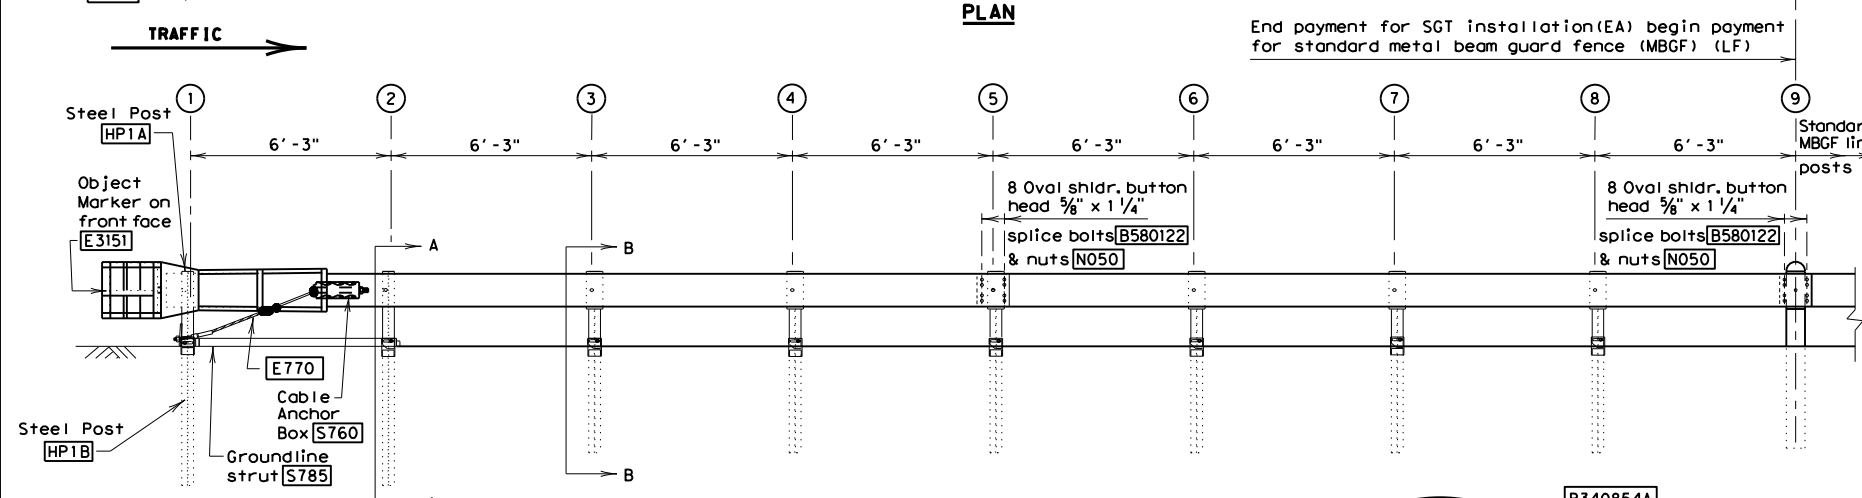 PLAN
TRAFFIC
End payment for SGT installation(EA) begin payment
for standard metal beam guard fence (MBGF) (LF)
1 2 3 4 5 6 7 8 9
Steel Post
HP1A
6'-3" 6'-3" 6'-3" 6'-3" 6'-3" 6'-3" 6'-3" 6'-3"
Standar
MBGF lin
posts
Object
Marker on
front face
E3151
8 Oval shldr. button
head 5/8" x 1 1/4"
splice bolts B580122
& nuts N050
8 Oval shldr. button
head 5/8" x 1 1/4"
splice bolts B580122
& nuts N050
A
B
E770
Cable
Anchor
Box S760
Steel Post
HP1B
Groundline
strut S785
B